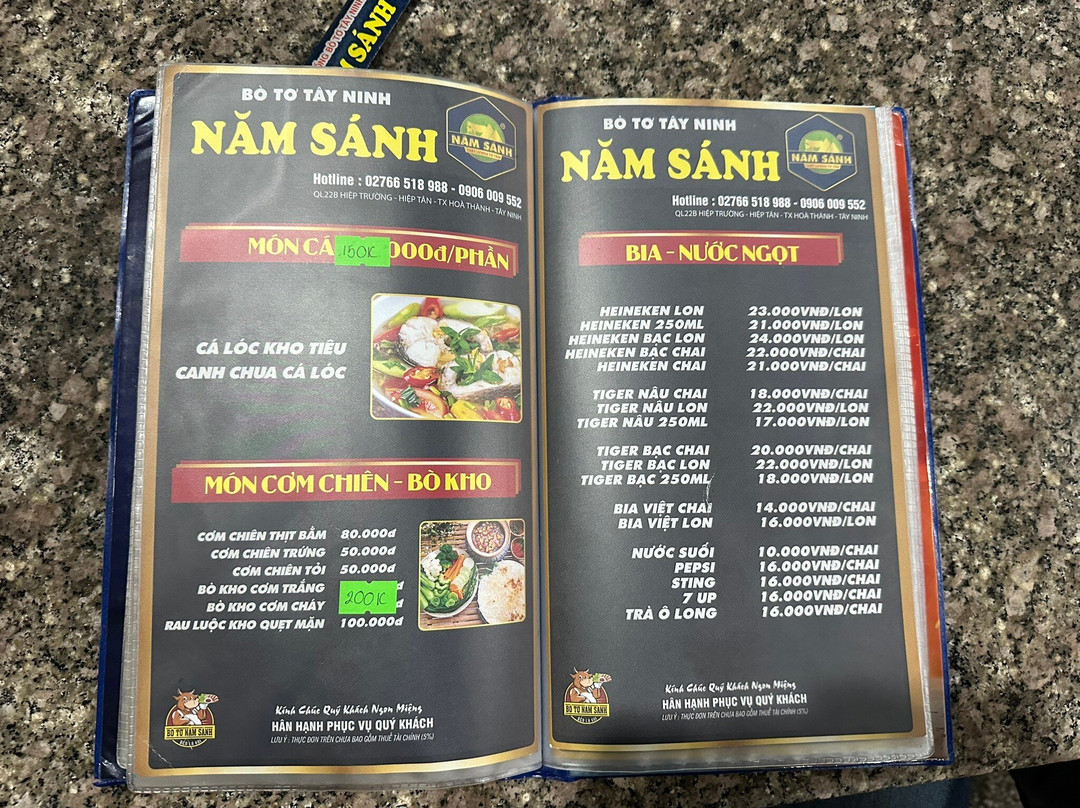 NG BÒ TƠ TÂY NINH
M SÁNH
BÒ TƠ TÂY NINH
NĂM SÁNH
NĂM SÁNH
Hotline : 02766 518 988 - 0906 009 552
QL22B HIỆP TRƯỜNG - HIỆP TÂN - TX HOÀ THÀNH - TÂY NINH
MÓN CÁ 150K 000đ/PHẦN
CÁ LÓC KHO TIÊU
CANH CHUA CÁ LÓC
MÓN CƠM CHIÊN - BÒ KHO
CƠM CHIÊN THỊT BẰM 80.000đ
CƠM CHIÊN TRỨNG 50.000đ
CƠM CHIÊN TỎI 50.000đ
BÒ KHO CƠM TRẮNG đ
BÒ KHO CƠM CHÁY 200K đ
RAU LUỘC KHO QUẸT MẶN 100.000đ
BÒ TƠ NĂM SÁNH
Kính Chúc Quý Khách Ngon Miệng
HÂN HẠNH PHỤC VỤ QUÝ KHÁCH
LƯU Ý : THỰC ĐƠN TRÊN CHƯA BAO GỒM THUẾ TÀI CHÍNH (5%)
BÒ TƠ TÂY NINH
NĂM SÁNH
NĂM SÁNH
Hotline : 02766 518 988 - 0906 009 552
QL22B HIỆP TRƯỜNG - HIỆP TÂN - TX HOÀ THÀNH - TÂY NINH
BIA - NƯỚC NGỌT
HEINEKEN LON 23.000VNĐ/LON
HEINEKEN 250ML 21.000VNĐ/LON
HEINEKEN BẠC LON 24.000VNĐ/LON
HEINEKEN BẠC CHAI 22.000VNĐ/CHAI
HEINEKEN CHAI 21.000VNĐ/CHAI
TIGER NÂU CHAI 18.000VNĐ/CHAI
TIGER NÂU LON 22.000VNĐ/LON
TIGER NÂU 250ML 17.000VNĐ/LON
TIGER BẠC CHAI 20.000VNĐ/CHAI
TIGER BẠC LON 22.000VNĐ/LON
TIGER BẠC 250ML 18.000VNĐ/LON
BIA VIỆT CHAI 14.000VNĐ/CHAI
BIA VIỆT LON 16.000VNĐ/LON
NƯỚC SUỐI 10.000VNĐ/CHAI
PEPSI 16.000VNĐ/CHAI
STING 16.000VNĐ/CHAI
7 UP 16.000VNĐ/CHAI
TRÀ Ô LONG 16.000VNĐ/CHAI
BÒ TƠ NĂM SÁNH
Kính Chúc Quý Khách Ngon Miệng
HÂN HẠNH PHỤC VỤ QUÝ KHÁCH
LƯU Ý : THỰC ĐƠN TRÊN CHƯA BAO GỒM THUẾ TÀI CHÍNH (5%)